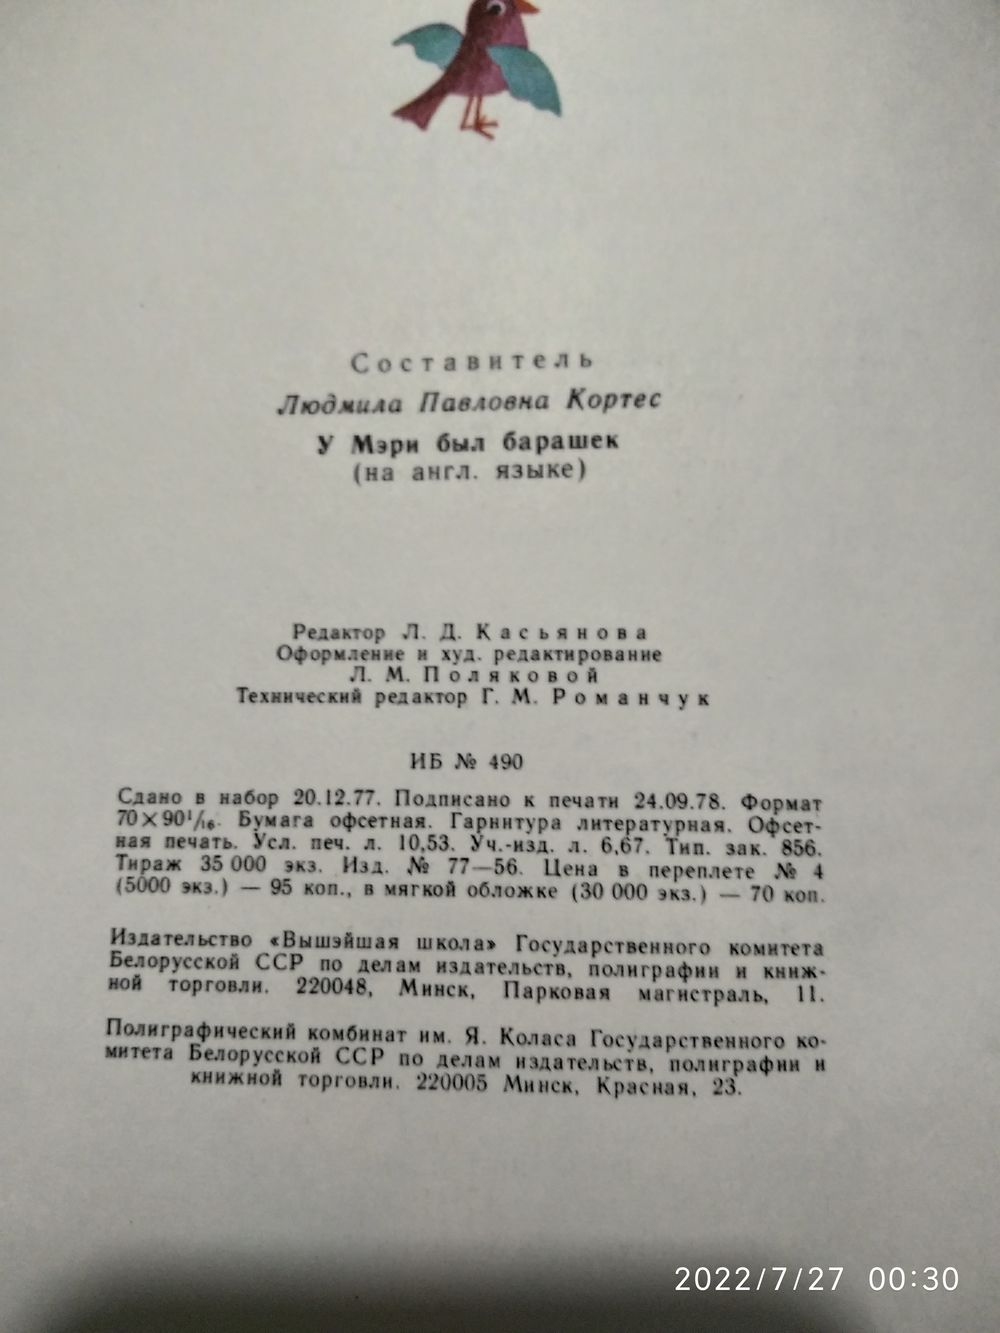 Составитель
Людмила Павловна Кортес
У Мэри был барашек
(на англ. языке)
Редактор Л. Д. Касьянова
Оформление и худ. редактирование
Л. М. Поляковой
Технический редактор Г. М. Романчук
ИБ № 490
Сдано в набор 20.12.77. Подписано к печати 24.09.78. Формат
70×90¹/₁₆. Бумага офсетная. Гарнитура литературная. Офсет-
ная печать. Усл. печ. л. 10,53. Уч.-изд. л. 6,67. Тип. зак. 856.
Тираж 35 000 экз. Изд. № 77—56. Цена в переплете № 4
(5000 экз.) — 95 коп., в мягкой обложке (30 000 экз.) — 70 коп.
Издательство «Вышэйшая школа» Государственного комитета
Белорусской ССР по делам издательств, полиграфии и книж-
ной торговли. 220048, Минск, Парковая магистраль, 11.
Полиграфический комбинат им. Я. Коласа Государственного ко-
митета Белорусской ССР по делам издательств, полиграфии и
книжной торговли. 220005 Минск, Красная, 23.
2022/7/27 00:30